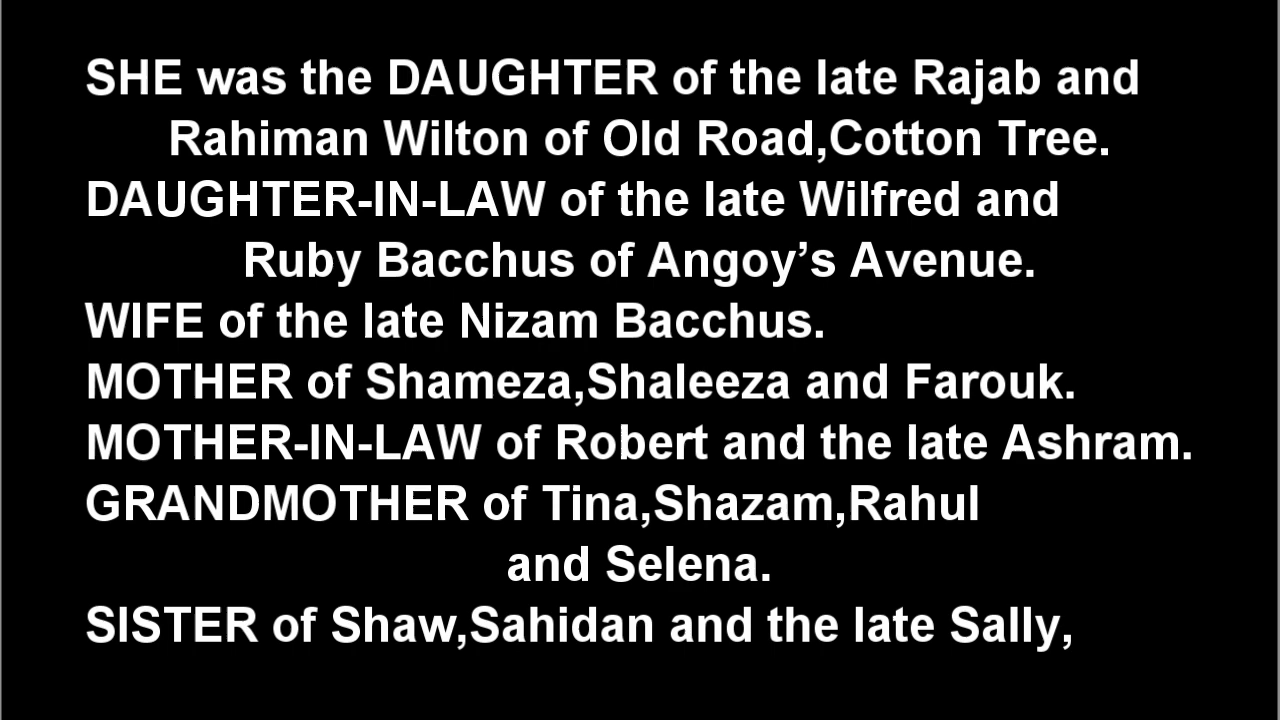 SHE was the DAUGHTER of the late Rajab and
Rahiman Wilton of Old Road,Cotton Tree.
DAUGHTER-IN-LAW of the late Wilfred and
Ruby Bacchus of Angoy’s Avenue.
WIFE of the late Nizam Bacchus.
MOTHER of Shameza,Shaleeza and Farouk.
MOTHER-IN-LAW of Robert and the late Ashram.
GRANDMOTHER of Tina,Shazam,Rahul
and Selena.
SISTER of Shaw,Sahidan and the late Sally,